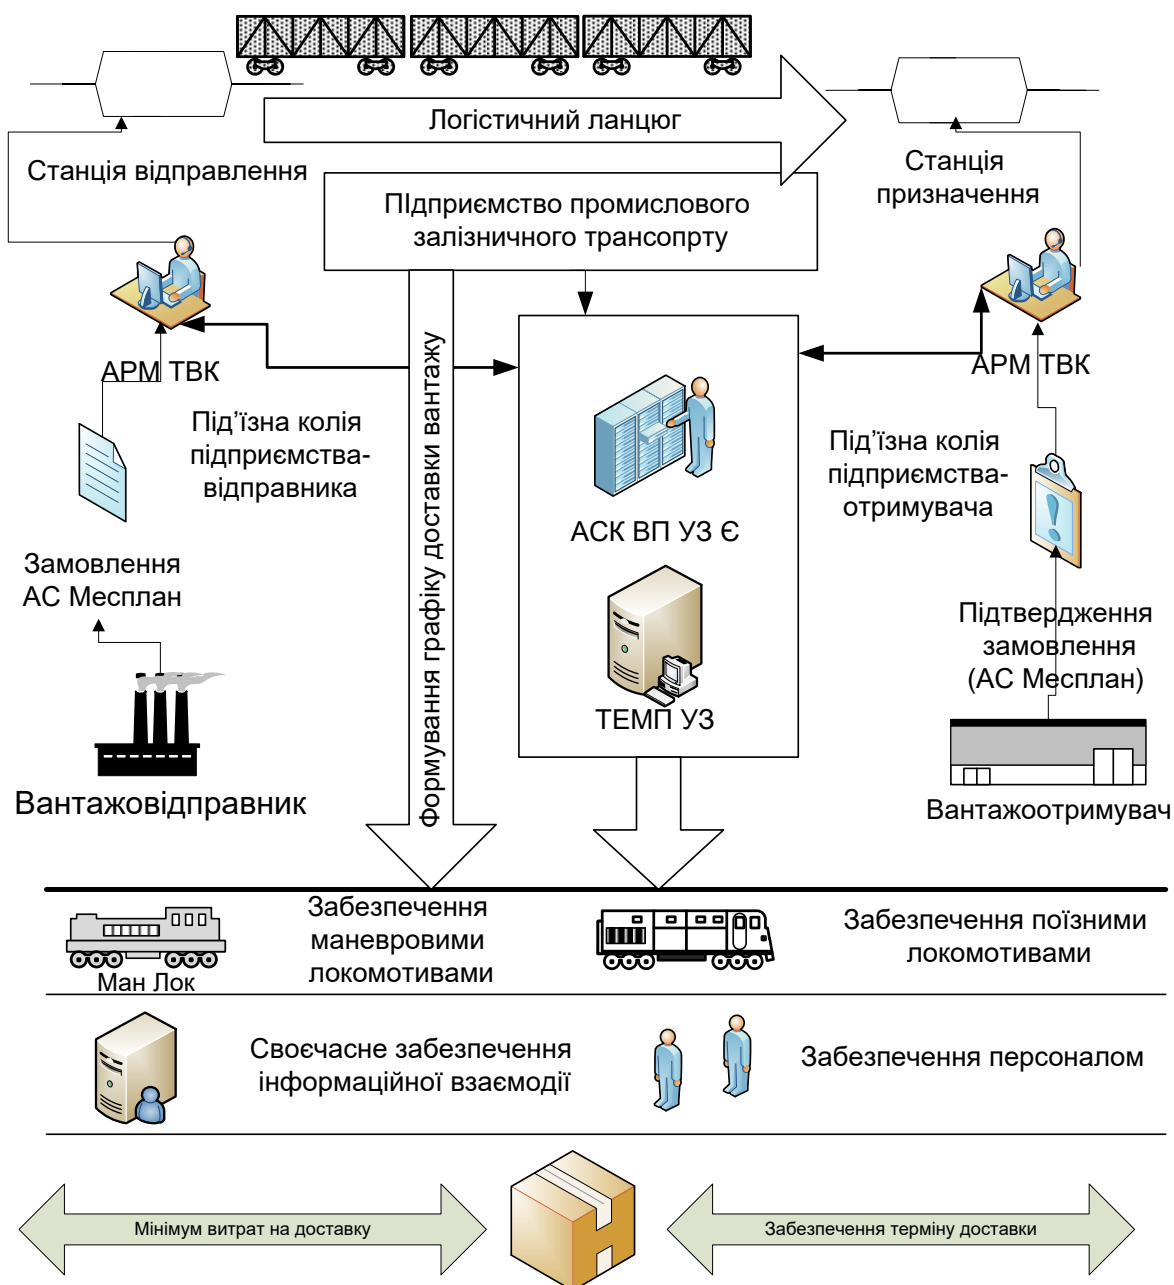 Логістичний ланцюг
Станція відправлення
Станція
призначення
ПІдприємство промислового
залізничного трансопрту
АРМ ТВК
АРМ ТВК
Під’їзна колія
підприємства-
відправника
Формування графіку доставки вантажу
Під’їзна колія
підприємства-
отримувача
АСК ВП УЗ Є
Замовлення
АС Месплан
ТЕМП УЗ
Підтвердження
замовлення
(АС Месплан)
Вантажовідправник
Вантажоотримувач
Забезпечення
маневровими
локомотивами
Ман Лок
Забезпечення поїзними
локомотивами
Своєчасне забезпечення
інформаційної взаємодії
Забезпечення персоналом
Мінімум витрат на доставку
Забезпечення терміну доставки